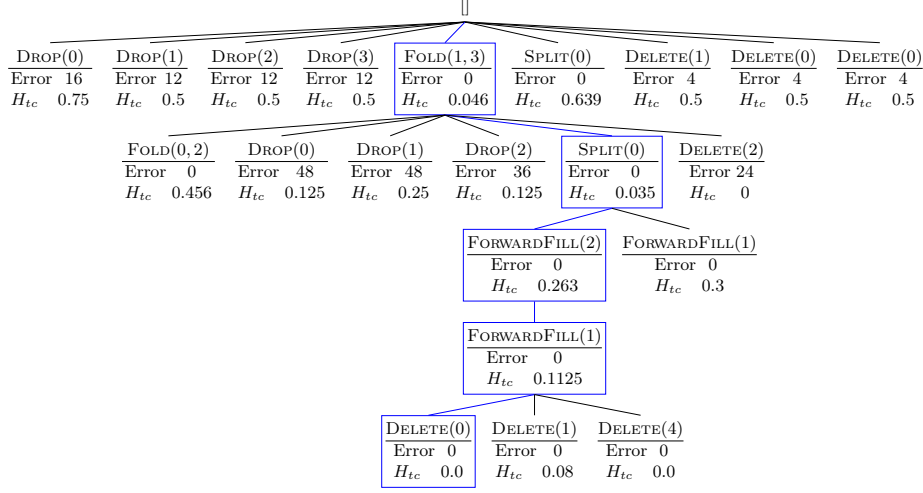 []
DROP(0) DROP(1) DROP(2) DROP(3) FOLD(1, 3) SPLIT(0) DELETE(1) DELETE(0) DELETE(0)
Error 16 Error 12 Error 12 Error 12 Error 0 Error 0 Error 4 Error 4 Error 4
H_tc 0.75 H_tc 0.5 H_tc 0.5 H_tc 0.5 H_tc 0.046 H_tc 0.639 H_tc 0.5 H_tc 0.5 H_tc 0.5
FOLD(0, 2) DROP(0) DROP(1) DROP(2) SPLIT(0) DELETE(2)
Error 0 Error 48 Error 48 Error 36 Error 0 Error 24
H_tc 0.456 H_tc 0.125 H_tc 0.25 H_tc 0.125 H_tc 0.035 H_tc 0
FORWARDFILL(2) FORWARDFILL(1)
Error 0 Error 0
H_tc 0.263 H_tc 0.3
FORWARDFILL(1)
Error 0
H_tc 0.1125
DELETE(0) DELETE(1) DELETE(4)
Error 0 Error 0 Error 0
H_tc 0.0 H_tc 0.08 H_tc 0.0